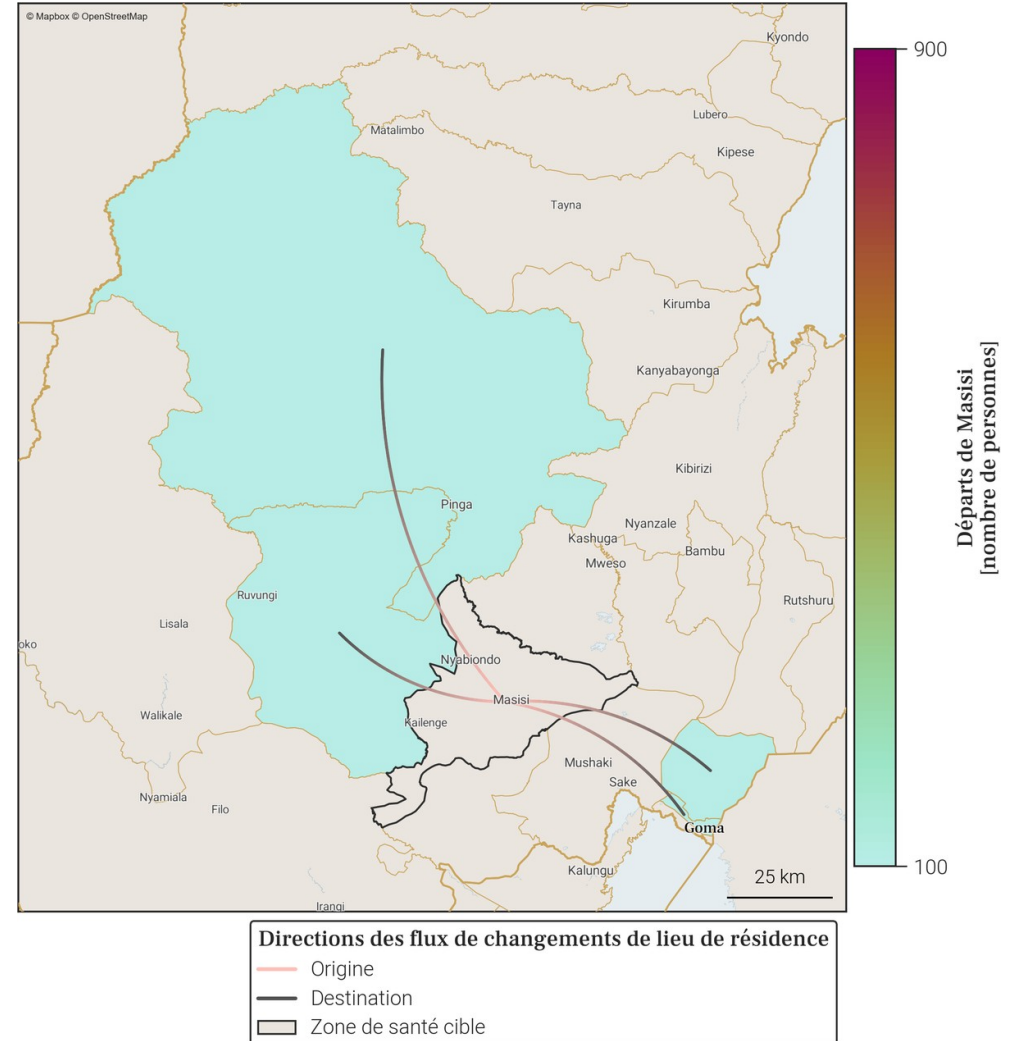 © Mapbox © OpenStreetMap
Kyondo
900
Lubero
Matalimbo
Kipese
Tayna
Kirumba
Kanyabayonga
Départs de Masisi
[nombre de personnes]
Kibirizi
Pinga
Nyanzale
Kashuga
Bambu
Mweso
Ruvungi
Rutshuru
Lisala
oko
Nyabiondo
Masisi
Walikale
Kailenge
Mushaki
Sake
Nyamiala
Filo
Goma
Kalungu
25 km
100
Irangi
Directions des flux de changements de lieu de résidence
Origine
Destination
Zone de santé cible